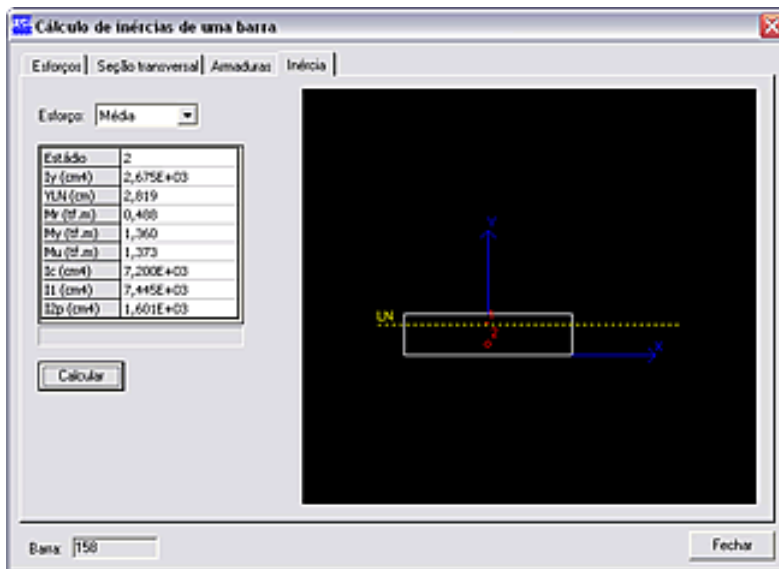 Cálculo de inércias de uma barra
Esforços Seção transversal Armaduras Inércia
Esforço: Média
Estádio 2
Iy (cm4) 2,675E+03
YLN (cm) 2,819
Mr (tf.m) 0,488
My (tf.m) 1,360
Mu (tf.m) 1,373
Ic (cm4) 7,200E+03
I1 (cm4) 7,445E+03
I2p (cm4) 1,601E+03
Calcular
Y
LN
1
2
X
Barra: 158
Fechar